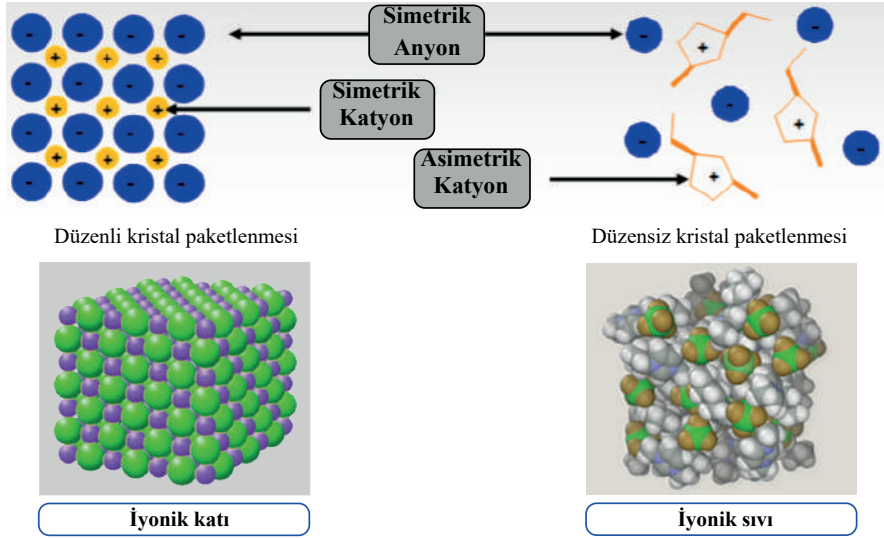 Simetrik
Anyon
Simetrik
Katyon
Asimetrik
Katyon
Düzenli kristal paketlenmesi
Düzensiz kristal paketlenmesi
İyonik katı
İyonik sıvı